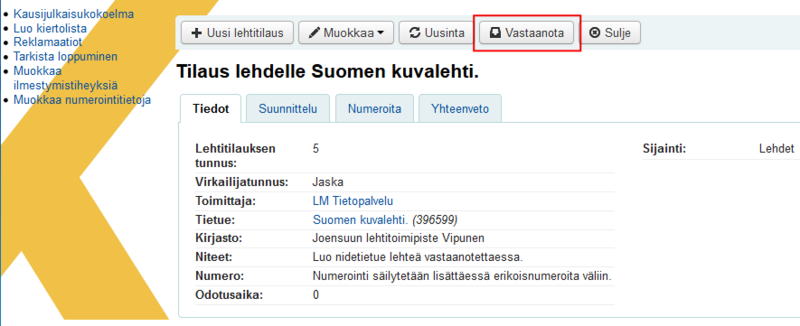 Kausijulkaisukokoelma
Luo kiertolista
Reklamaatiot
Tarkista loppuminen
Muokkaa
ilmestymistiheyksiä
Muokkaa numerointitietoja
Uusi lehtitilaus Muokkaa Uusinta Vastaanota Sulje
Tilaus lehdelle Suomen kuvalehti.
Tiedot Suunnittelu Numeroita Yhteenveto
Lehtitilauksen 5 Sijainti: Lehdet
tunnus:
Virkailijatunnus: Jaska
Toimittaja: LM Tietopalvelu
Tietue: Suomen kuvalehti. (396599)
Kirjasto: Joensuun lehtitoimipiste Vipunen
Niteet: Luo nidetietue lehteä vastaanotettaessa.
Numero: Numerointi säilytetään lisättäessä erikoisnumeroita väliin.
Odotusaika: 0